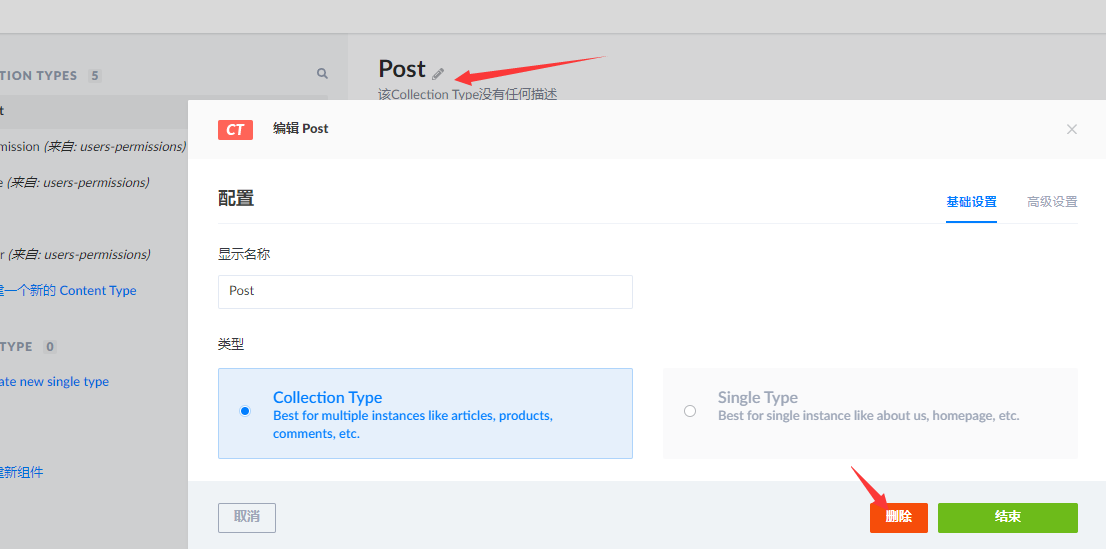 TION TYPES 5
Post
该Collection Type没有任何描述
t
mission (来自: users-permissions)
e (来自: users-permissions)
r (来自: users-permissions)
一个新的 Content Type
TYPE 0
ate new single type
新组件
CT 编辑 Post
配置
基础设置 高级设置
显示名称
Post
类型
Collection Type
Best for multiple instances like articles, products,
comments, etc.
Single Type
Best for single instance like about us, homepage, etc.
取消
删除
结束